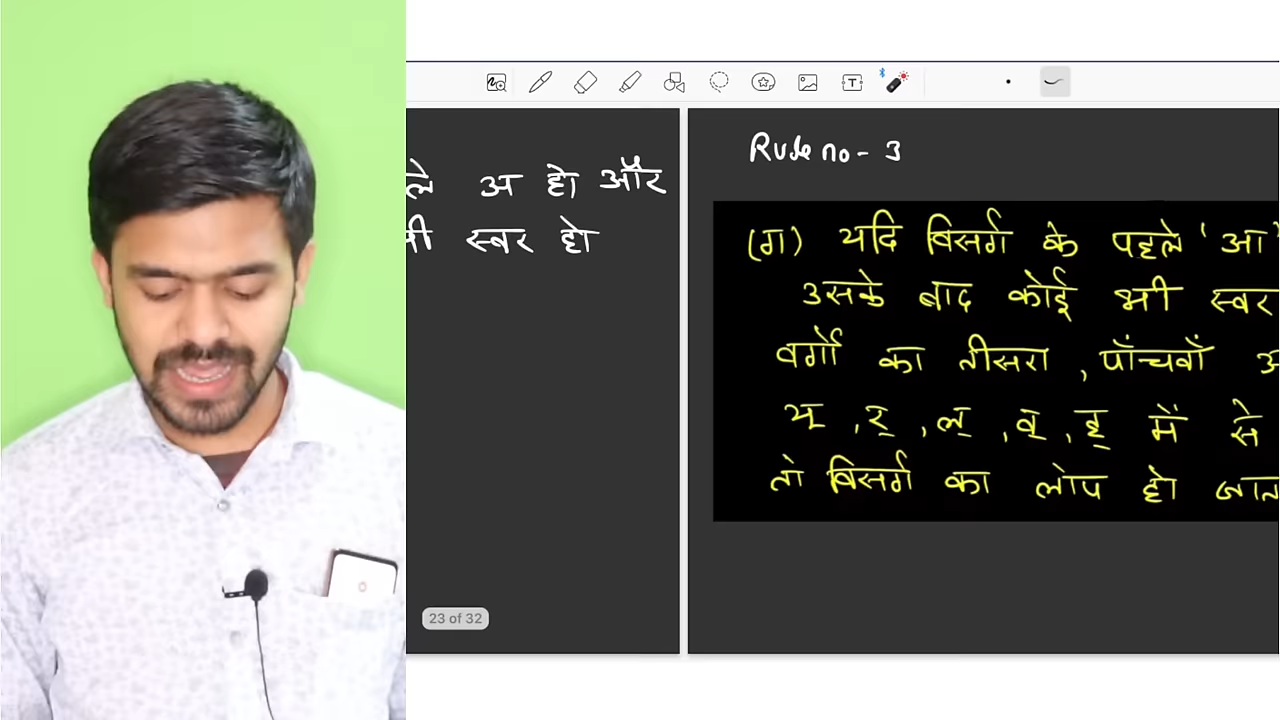 ले अ हो और
भी स्वर हो
23 of 32
Rule no - 3
(ग) यदि विसर्ग के पहले 'आ'
उसके बाद कोई भी स्वर
वर्गों का तीसरा , पाँचवाँ
य् , र् , ल् , व् , ह् में से
तो विसर्ग का लोप हो
T